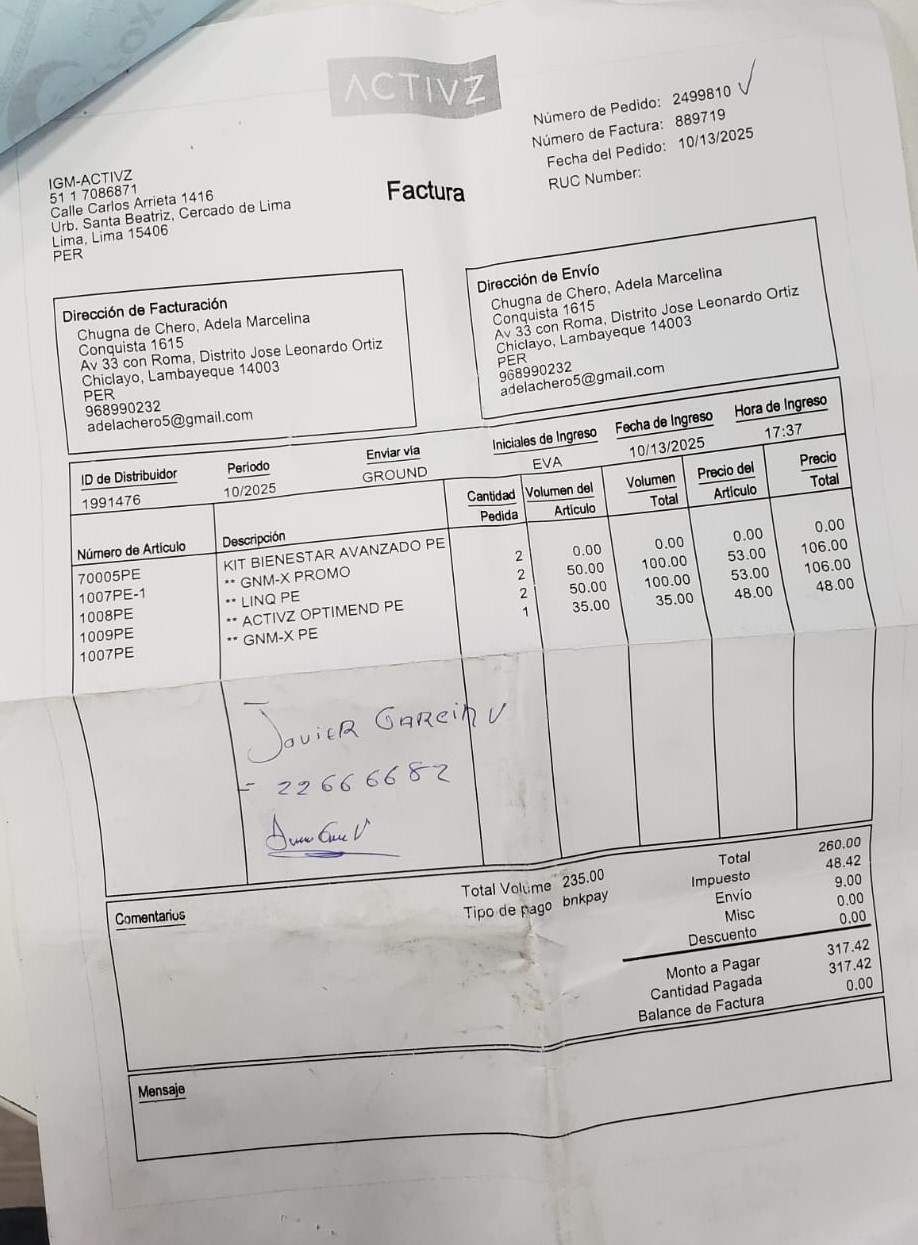 ACTIVZ
Número de Pedido: 2499810
Número de Factura: 889719
Fecha del Pedido: 10/13/2025
RUC Number:
IGM-ACTIVZ
51 1 7086871
Calle Carlos Arrieta 1416
Urb. Santa Beatriz, Cercado de Lima
Lima, Lima 15406
PER
Factura
Dirección de Facturación
Chugna de Chero, Adela Marcelina
Conquista 1615
Av 33 con Roma, Distrito Jose Leonardo Ortiz
Chiclayo, Lambayeque 14003
PER
968990232
adelachero5@gmail.com
Dirección de Envío
Chugna de Chero, Adela Marcelina
Conquista 1615
Av 33 con Roma, Distrito Jose Leonardo Ortiz
Chiclayo, Lambayeque 14003
PER
968990232
adelachero5@gmail.com
ID de Distribuidor Periodo Enviar via Iniciales de Ingreso Fecha de Ingreso Hora de Ingreso
1991476 10/2025 GROUND EVA 10/13/2025 17:37
Número de Articulo Descripción Cantidad Pedida Volumen del Articulo Volumen Total Precio del Articulo Precio Total
70005PE KIT BIENESTAR AVANZADO PE
1007PE-1 ** GNM-X PROMO 2 0.00 0.00 0.00 0.00
1008PE ** LINQ PE 2 50.00 100.00 53.00 106.00
1009PE ** ACTIVZ OPTIMEND PE 2 50.00 100.00 53.00 106.00
1007PE ** GNM-X PE 1 35.00 35.00 48.00 48.00
Javier Garcia V
- 22666682
Total Volume 235.00
Tipo de pago bnkpay
Total 260.00
Impuesto 48.42
Envío 9.00
Misc 0.00
Descuento 0.00
Monto a Pagar 317.42
Cantidad Pagada 317.42
Balance de Factura 0.00
Comentarios
Mensaje